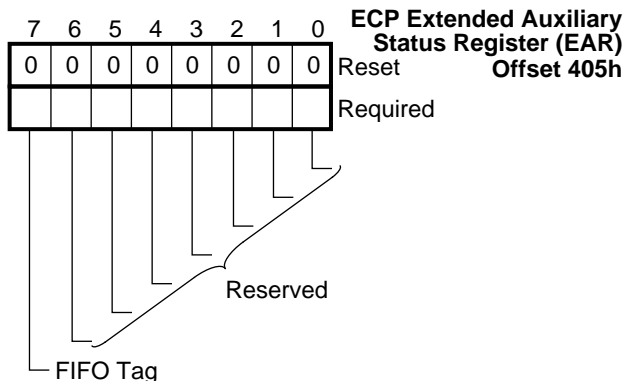 ECP Extended Auxiliary
Status Register (EAR)
Offset 405h
7 6 5 4 3 2 1 0
0 0 0 0 0 0 0 0 Reset
Required
Reserved
FIFO Tag